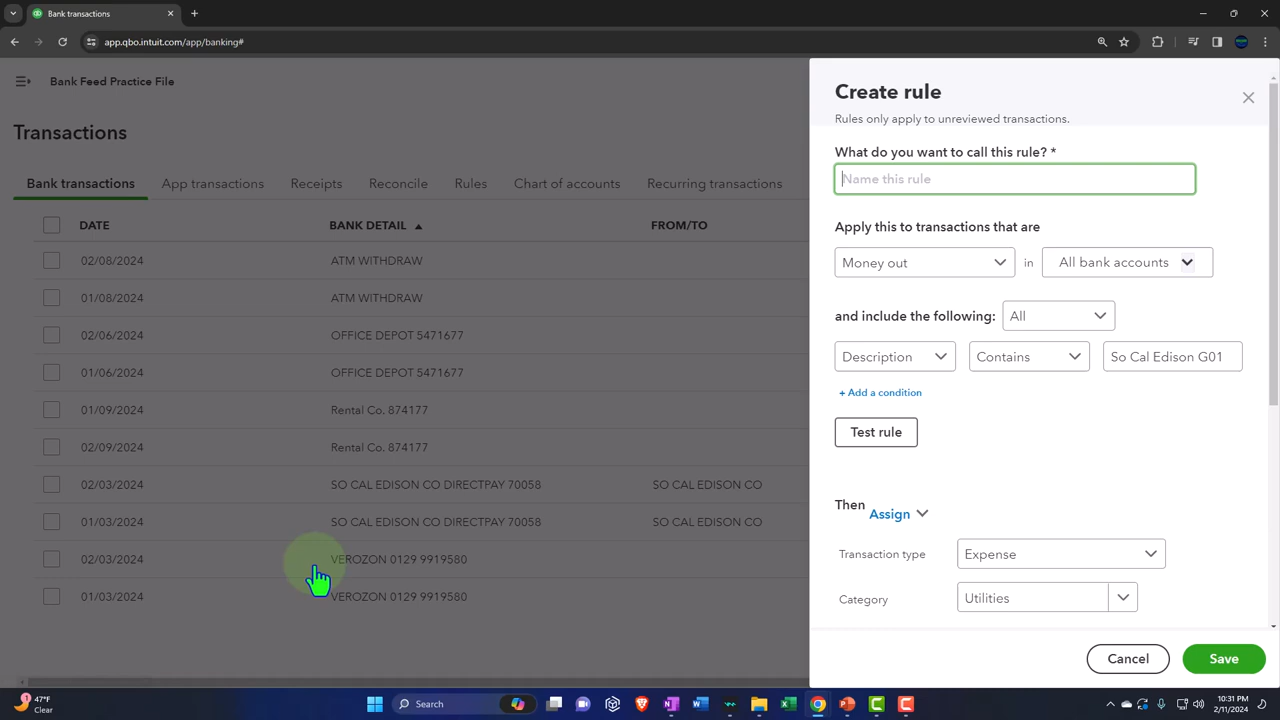 Bank Transactions
app.qbo.intuit.com/app/banking#
Bank Feed Practice File
Transactions
Bank transactions
App transactions
Receipts
Reconcile
Rules
Chart of accounts
Recurring transactions
DATE BANK DETAIL FROM/TO
02/08/2024 ATM WITHDRAW
01/08/2024 ATM WITHDRAW
02/06/2024 OFFICE DEPOT 5471677
01/06/2024 OFFICE DEPOT 5471677
01/09/2024 Rental Co. 874177
02/09/2024 Rental Co. 874177
02/03/2024 SO CAL EDISON CO DIRECTPAY 70058 SO CAL EDISON CO
01/03/2024 SO CAL EDISON CO DIRECTPAY 70058 SO CAL EDISON CO
02/03/2024 VEROZON 0129 9919580
01/03/2024 VEROZON 0129 9919580
Create rule
Rules only apply to unreviewed transactions.
What do you want to call this rule? *
Name this rule
Apply this to transactions that are
Money out in All bank accounts
and include the following: All
Description Contains So Cal Edison G01
+ Add a condition
Test rule
Then Assign
Transaction type Expense
Category Utilities
Cancel Save
1
47°F
Clear
Search
10:31 PM
2/11/2024